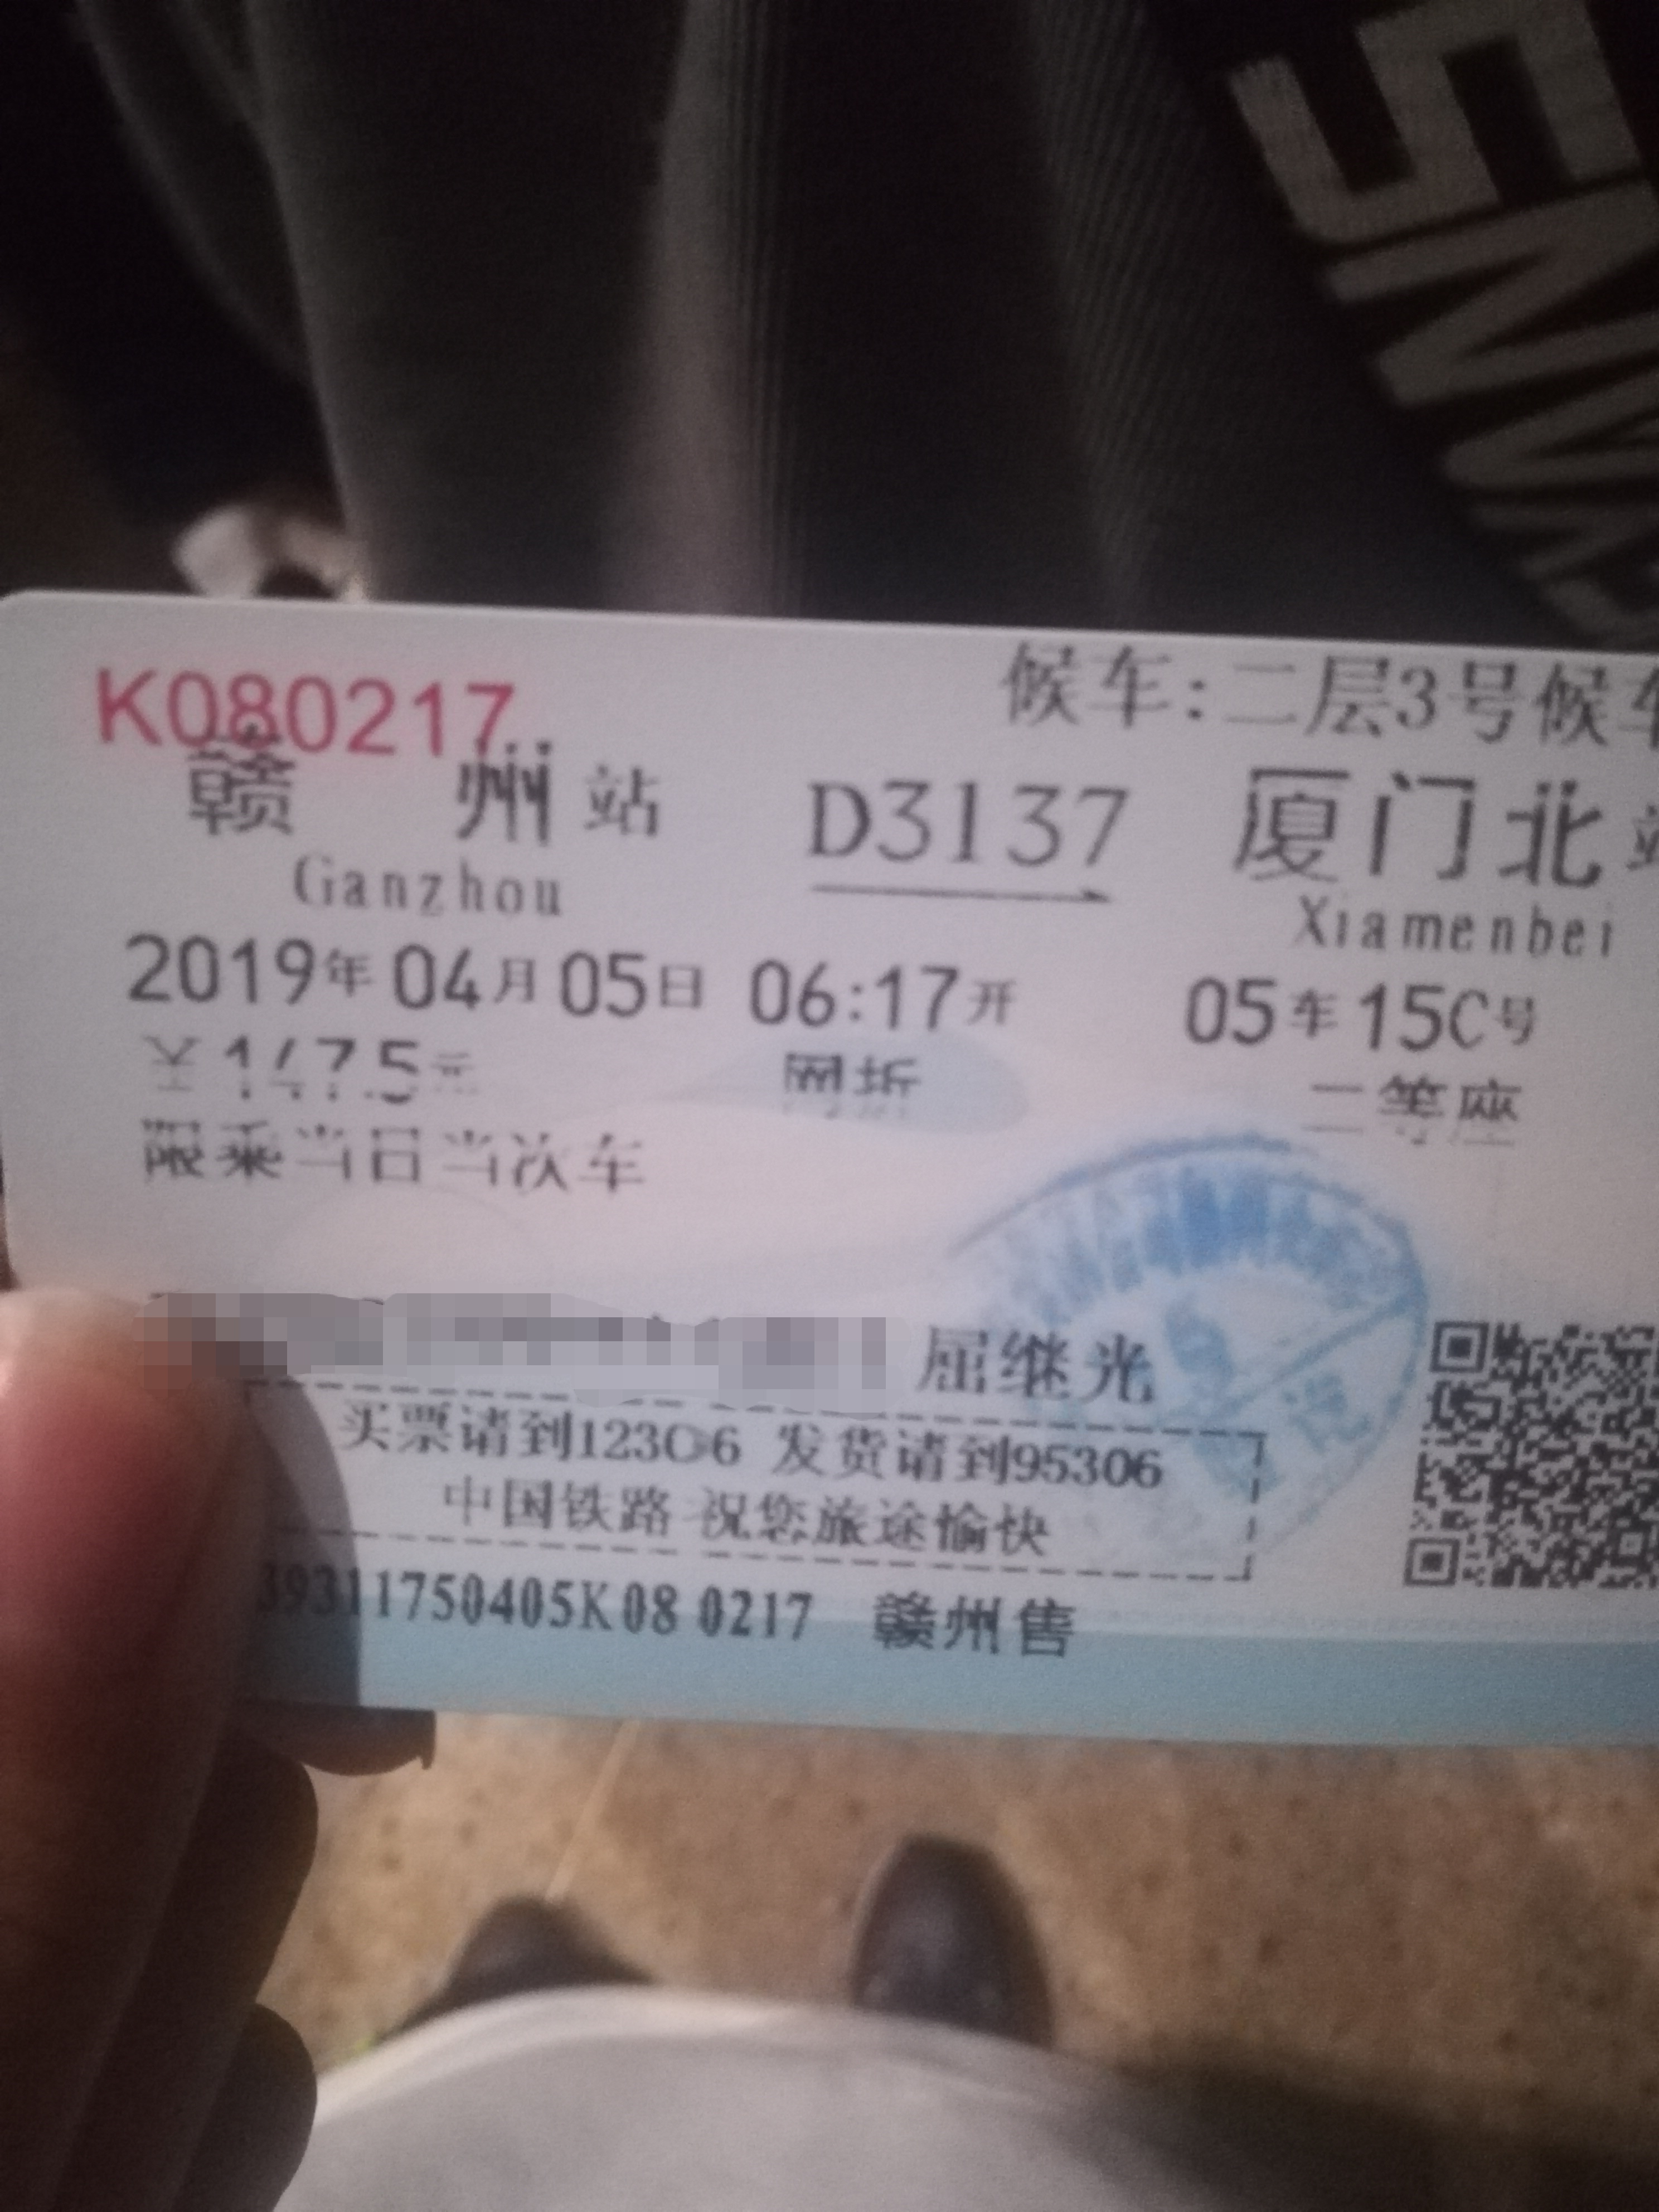 K080217
候车:二层3号候车
赣州站 D3137 厦门北站
Ganzhou Xiamenbei
2019年04月05日 06:17开 05车15C号
￥147.5元 网折 二等座
限乘当日当次车
屈继光
买票请到12306 发货请到95306
中国铁路 祝您旅途愉快
39311750405K080217 赣州售